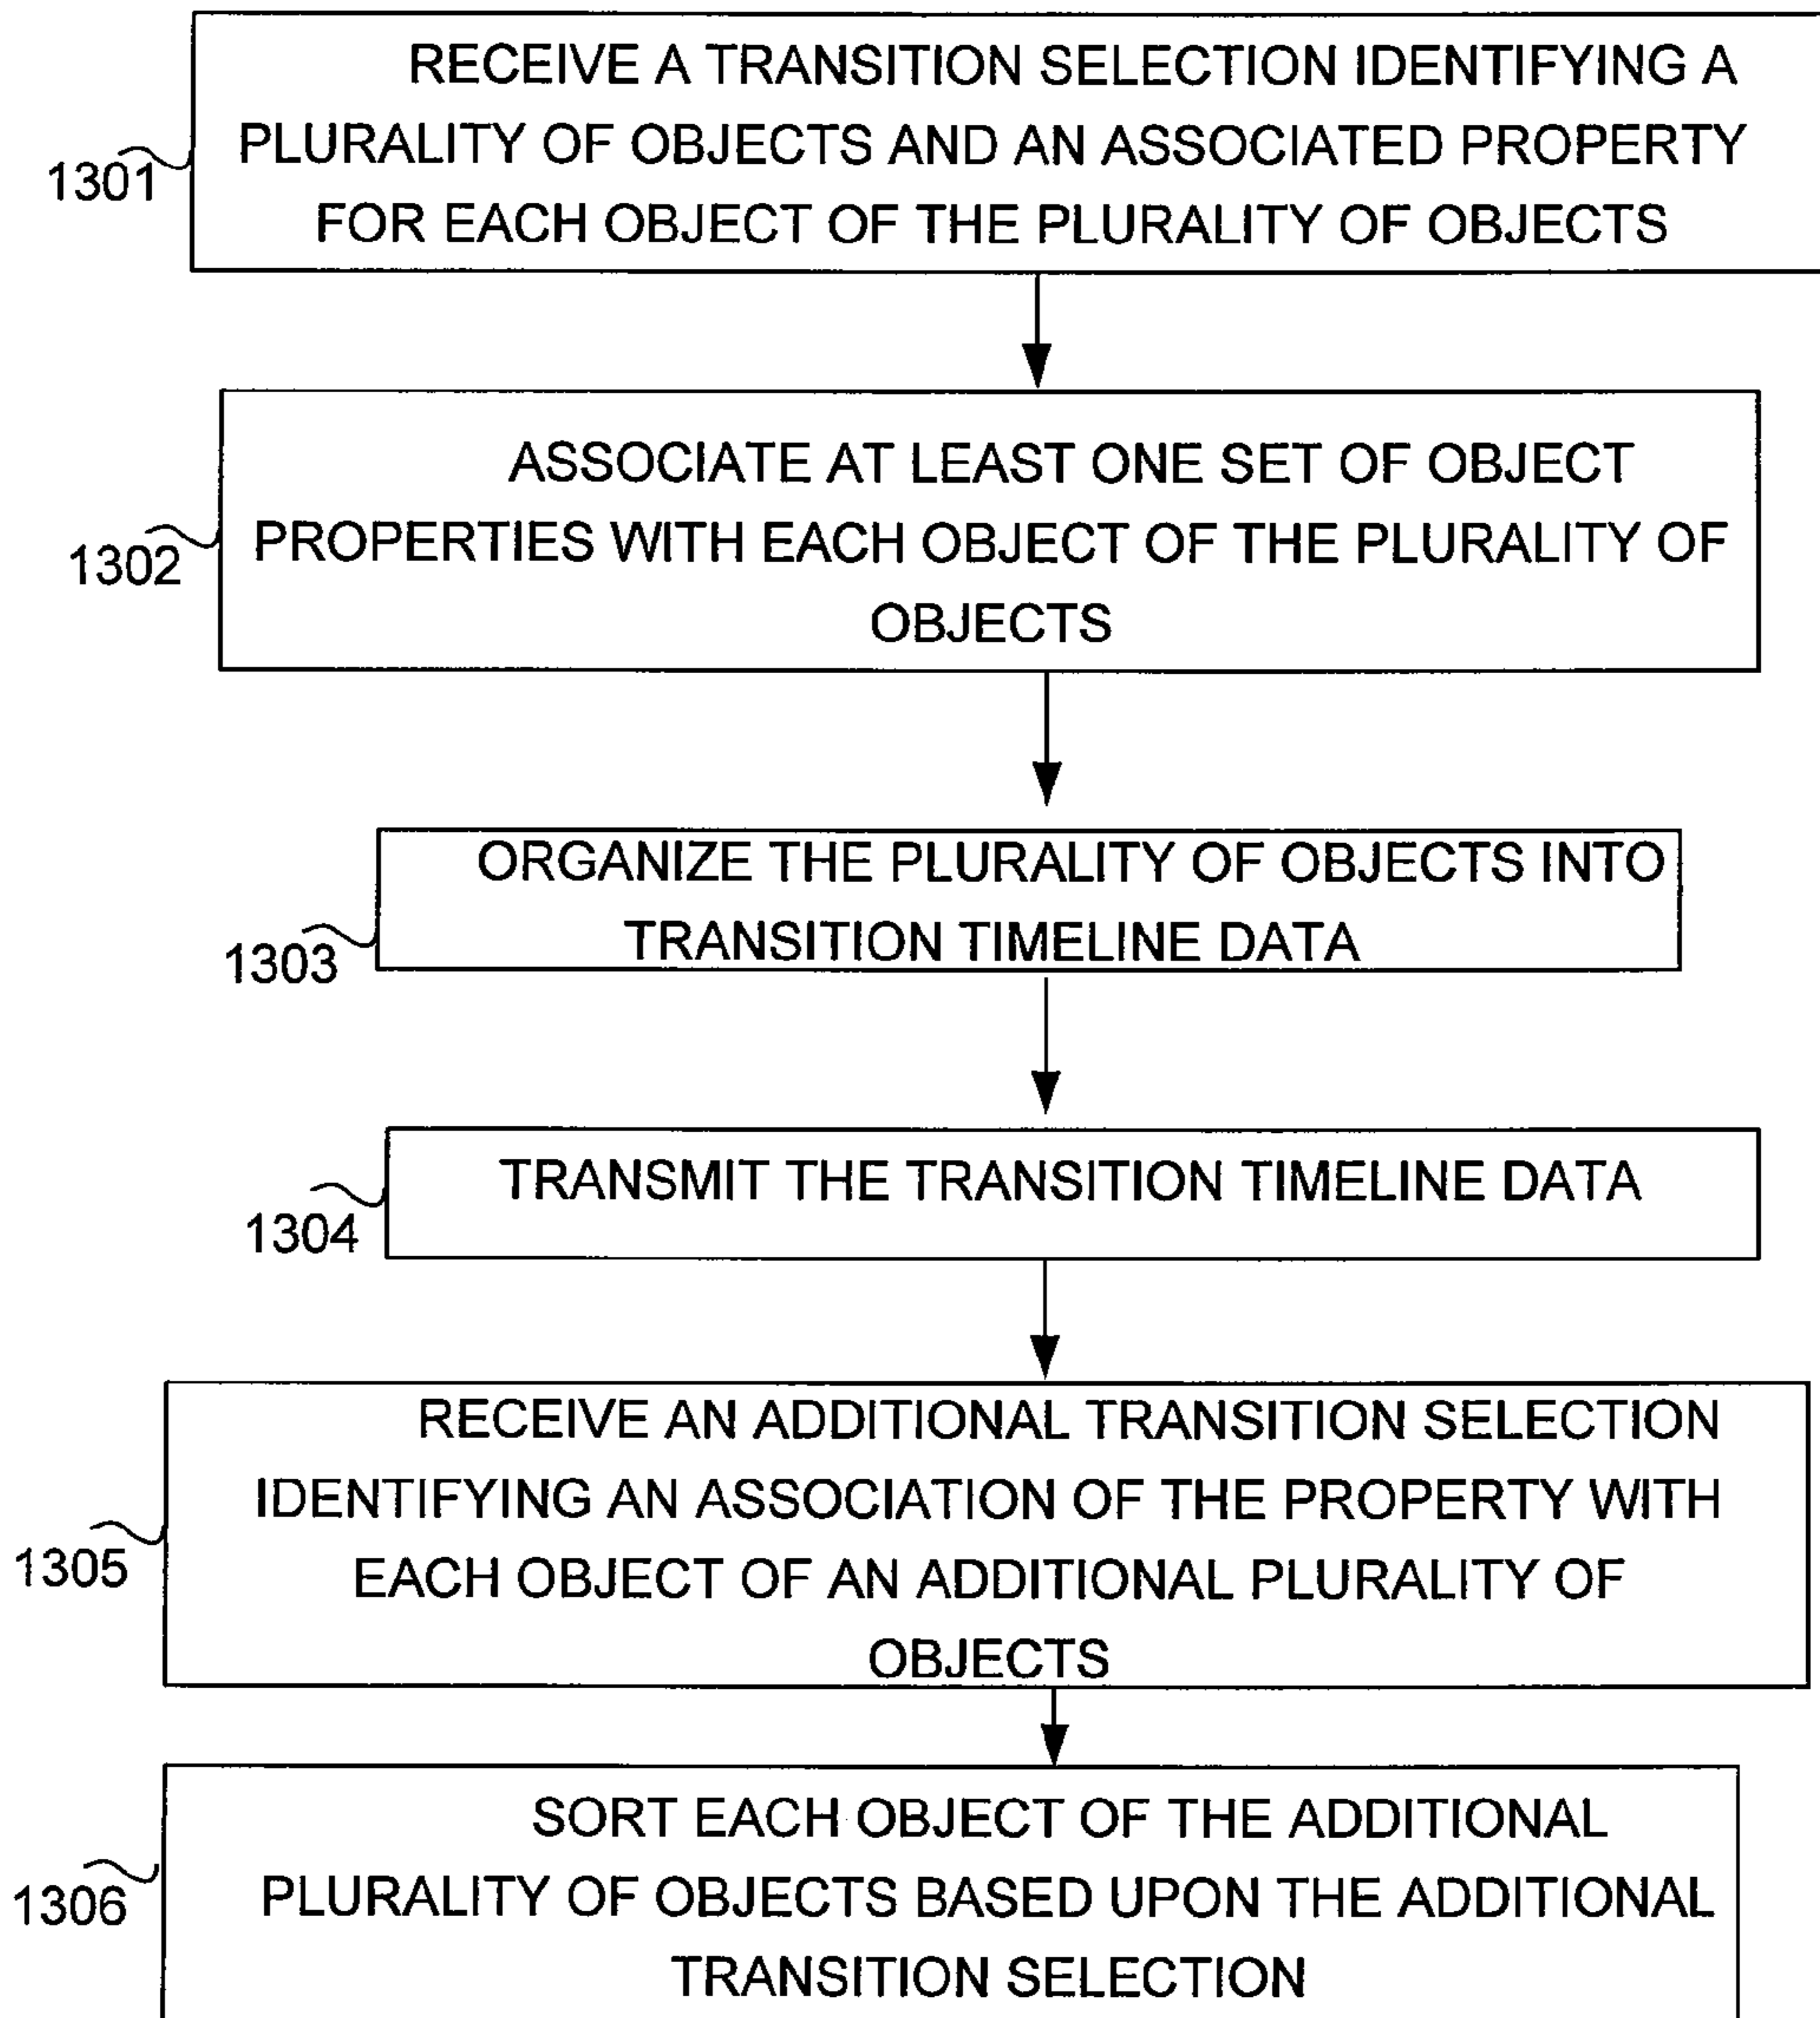 RECEIVE A TRANSITION SELECTION IDENTIFYING A
PLURALITY OF OBJECTS AND AN ASSOCIATED PROPERTY
FOR EACH OBJECT OF THE PLURALITY OF OBJECTS
1301
ASSOCIATE AT LEAST ONE SET OF OBJECT
PROPERTIES WITH EACH OBJECT OF THE PLURALITY OF
OBJECTS
1302
ORGANIZE THE PLURALITY OF OBJECTS INTO
TRANSITION TIMELINE DATA
1303
TRANSMIT THE TRANSITION TIMELINE DATA
1304
RECEIVE AN ADDITIONAL TRANSITION SELECTION
IDENTIFYING AN ASSOCIATION OF THE PROPERTY WITH
EACH OBJECT OF AN ADDITIONAL PLURALITY OF
OBJECTS
1305
SORT EACH OBJECT OF THE ADDITIONAL
PLURALITY OF OBJECTS BASED UPON THE ADDITIONAL
TRANSITION SELECTION
1306